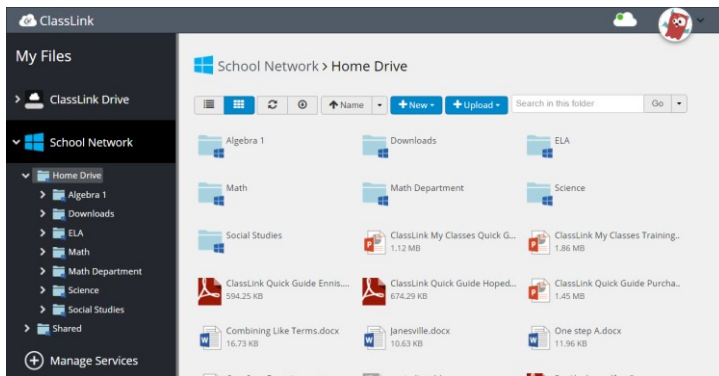 ClassLink
My Files
ClassLink Drive
School Network
Home Drive
Algebra 1
Downloads
ELA
Math
Math Department
Science
Social Studies
Shared
Manage Services
School Network > Home Drive
Name
+New
+Upload
Search in this folder
Go
Algebra 1
Downloads
ELA
Math
Math Department
Science
Social Studies
ClassLink My Classes Quick G...
1.12 MB
ClassLink My Classes Training..
1.86 MB
ClassLink Quick Guide Ennis....
594.25 KB
ClassLink Quick Guide Hoped...
674.29 KB
ClassLink Quick Guide Purcha..
1.45 MB
Combining Like Terms.docx
16.73 KB
Janesville.docx
10.63 KB
One step A.docx
11.96 KB